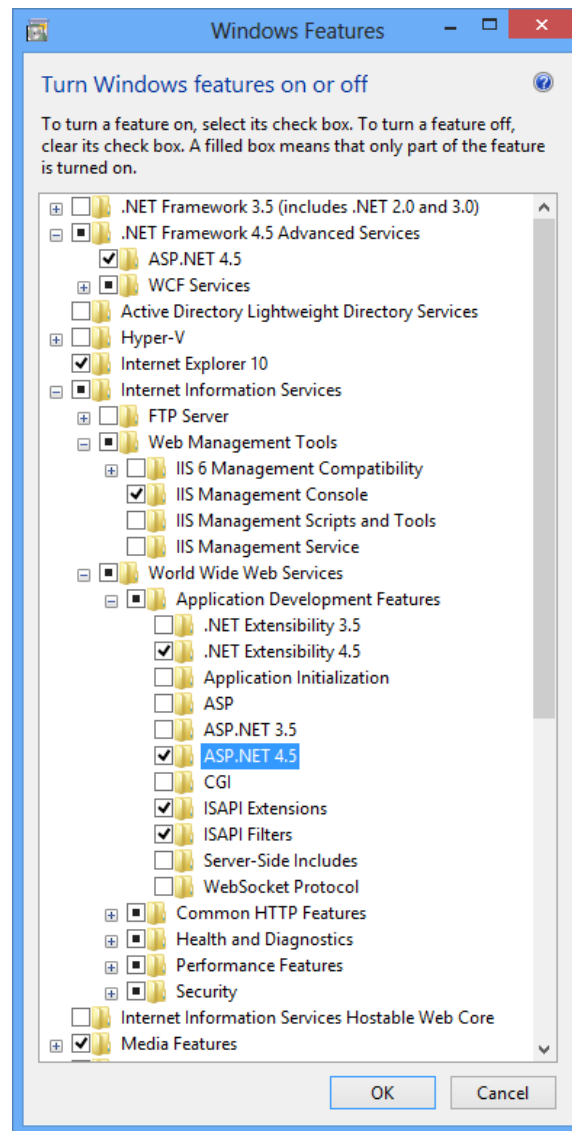 Windows Features
Turn Windows features on or off
To turn a feature on, select its check box. To turn a feature off,
clear its check box. A filled box means that only part of the feature
is turned on.
.NET Framework 3.5 (includes .NET 2.0 and 3.0)
.NET Framework 4.5 Advanced Services
ASP.NET 4.5
WCF Services
Active Directory Lightweight Directory Services
Hyper-V
Internet Explorer 10
Internet Information Services
FTP Server
Web Management Tools
IIS 6 Management Compatibility
IIS Management Console
IIS Management Scripts and Tools
IIS Management Service
World Wide Web Services
Application Development Features
.NET Extensibility 3.5
.NET Extensibility 4.5
Application Initialization
ASP
ASP.NET 3.5
ASP.NET 4.5
CGI
ISAPI Extensions
ISAPI Filters
Server-Side Includes
WebSocket Protocol
Common HTTP Features
Health and Diagnostics
Performance Features
Security
Internet Information Services Hostable Web Core
Media Features
OK Cancel